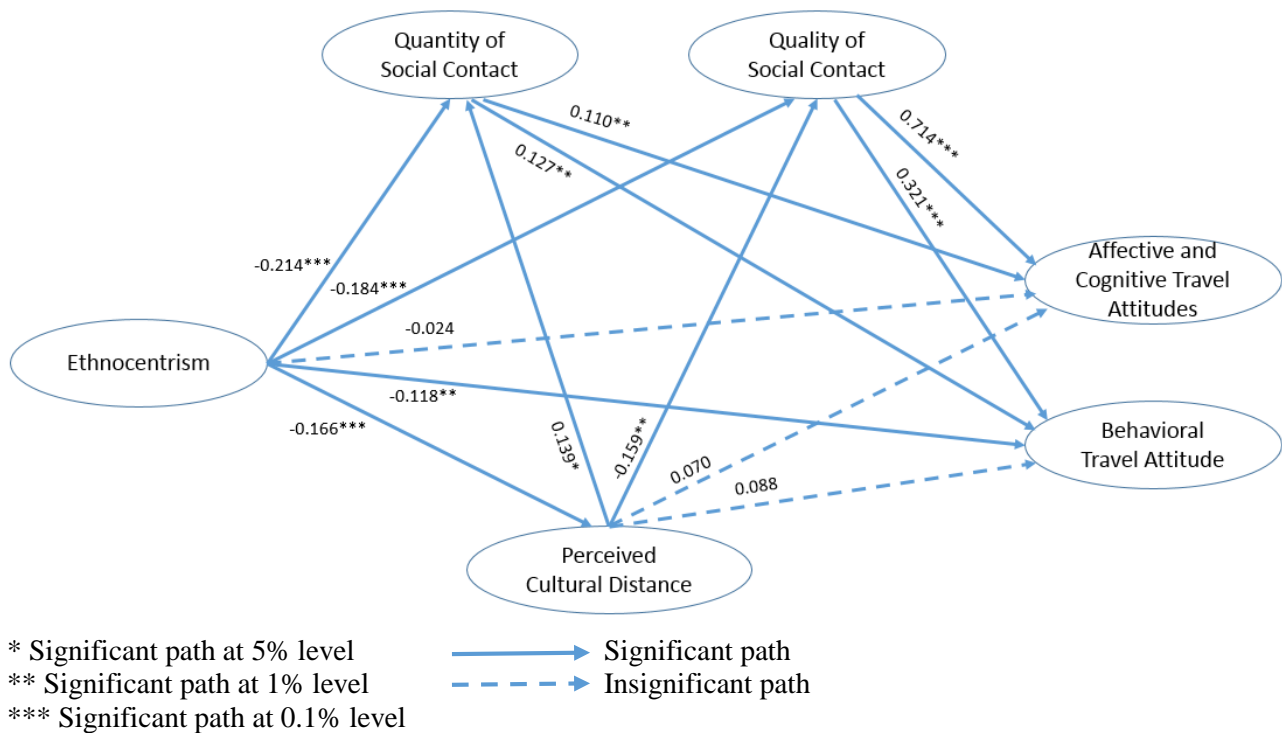 Quantity of
Social Contact
Quality of
Social Contact
0.110**
0.714***
0.127**
0.321***
-0.214***
-0.184***
Affective and
Cognitive Travel
Attitudes
-0.024
Ethnocentrism
-0.118**
-0.166***
0.139*
-0.159**
0.070
0.088
Behavioral
Travel Attitude
Perceived
Cultural Distance
* Significant path at 5% level
Significant path
** Significant path at 1% level
Insignificant path
*** Significant path at 0.1% level